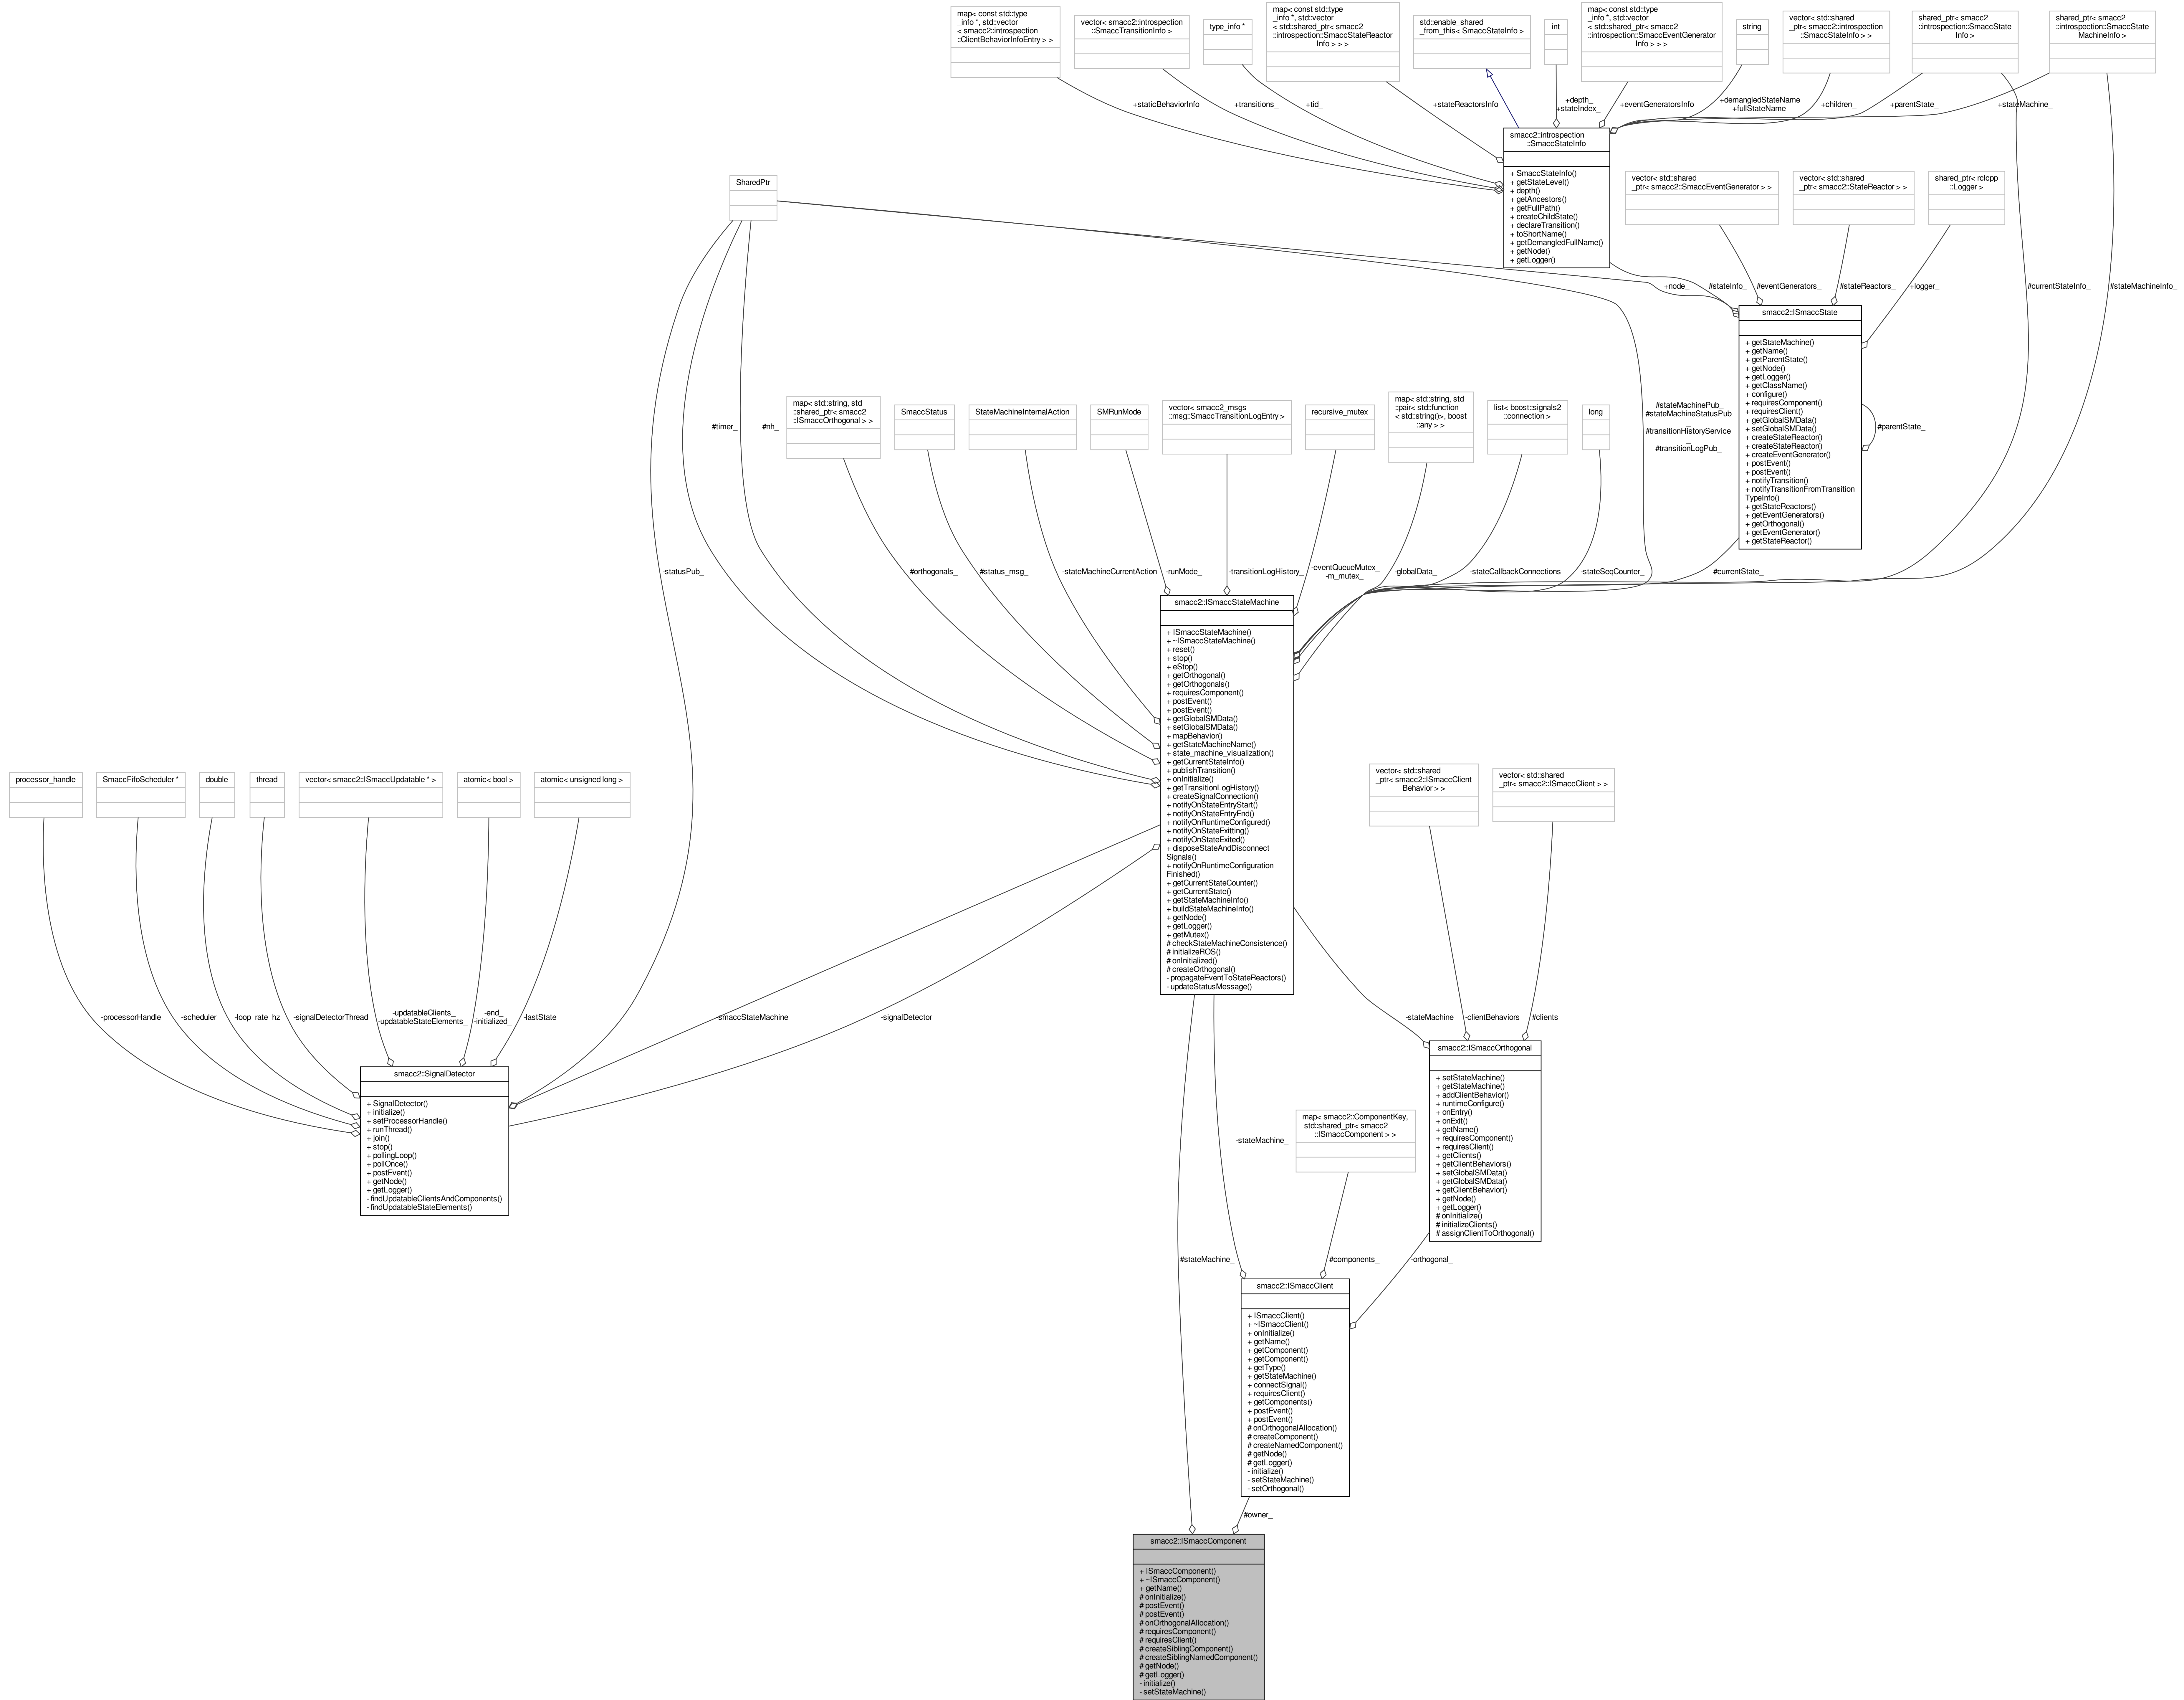 map< const std::type
_info *, std::vector
< smacc2::introspection
::ClientBehaviorInfoEntry > >
vector< smacc2::introspection
::SmaccTransitionInfo >
type_info *
map< const std::type
_info *, std::vector
< std::shared_ptr< smacc2
::introspection::SmaccStateReactor
Info > > >
std::enable_shared
_from_this< SmaccStateInfo >
int
map< const std::type
_info *, std::vector
< std::shared_ptr< smacc2
::introspection::SmaccEventGenerator
Info > > >
string
vector< std::shared
_ptr< smacc2::introspection
::SmaccStateInfo > >
shared_ptr< smacc2
::introspection::SmaccState
Info >
shared_ptr< smacc2
::introspection::SmaccState
MachineInfo >
+staticBehaviorInfo
+transitions_
+tid_
+stateReactorsInfo
+depth_
+stateIndex_
+eventGeneratorsInfo
+demangledStateName
+fullStateName
+children_
+parentState_
+stateMachine_
smacc2::introspection
::SmaccStateInfo
+ SmaccStateInfo()
+ getStateLevel()
+ depth()
+ getAncestors()
+ getFullPath()
+ createChildState()
+ declareTransition()
+ toShortName()
+ getDemangledFullName()
+ getNode()
+ getLogger()
SharedPtr
vector< std::shared
_ptr< smacc2::SmaccEventGenerator > >
vector< std::shared
_ptr< smacc2::StateReactor > >
shared_ptr< rclcpp
::Logger >
+node_
#stateInfo_
#eventGenerators_
#stateReactors_
+logger_
#currentStateInfo_
#stateMachineInfo_
smacc2::ISmaccState
+ getStateMachine()
+ getName()
+ getParentState()
+ getNode()
+ getLogger()
+ getClassName()
+ configure()
+ requiresComponent()
+ requiresClient()
+ getGlobalSMData()
+ setGlobalSMData()
+ createStateReactor()
+ createStateReactor()
+ createEventGenerator()
+ postEvent()
+ postEvent()
+ notifyTransition()
+ notifyTransitionFromTransition
TypeInfo()
+ getStateReactors()
+ getEventGenerators()
+ getOrthogonal()
+ getEventGenerator()
+ getStateReactor()
#parentState_
#timer_
#nh_
map< std::string, std
::shared_ptr< smacc2
::ISmaccOrthogonal > >
SmaccStatus
StateMachineInternalAction
SMRunMode
vector< smacc2_msgs
::msg::SmaccTransitionLogEntry >
recursive_mutex
map< std::string, std
::pair< std::function
< std::string()>, boost
::any > >
list< boost::signals2
::connection >
long
#stateMachinePub_
#stateMachineStatusPub
_
#transitionHistoryService
_
#transitionLogPub_
-statusPub_
#orthogonals_
#status_msg_
-stateMachineCurrentAction
-runMode_
-transitionLogHistory_
-eventQueueMutex_
-m_mutex_
-globalData_
-stateCallbackConnections
-stateSeqCounter_
#currentState_
smacc2::ISmaccStateMachine
+ ISmaccStateMachine()
+ ~ISmaccStateMachine()
+ reset()
+ stop()
+ eStop()
+ getOrthogonal()
+ getOrthogonals()
+ requiresComponent()
+ postEvent()
+ postEvent()
+ getGlobalSMData()
+ setGlobalSMData()
+ mapBehavior()
+ getStateMachineName()
+ state_machine_visualization()
+ getCurrentStateInfo()
+ publishTransition()
+ onInitialize()
+ getTransitionLogHistory()
+ createSignalConnection()
+ notifyOnStateEntryStart()
+ notifyOnStateEntryEnd()
+ notifyOnRuntimeConfigured()
+ notifyOnStateExitting()
+ notifyOnStateExited()
+ disposeStateAndDisconnect
Signals()
+ notifyOnRuntimeConfiguration
Finished()
+ getCurrentStateCounter()
+ getCurrentState()
+ getStateMachineInfo()
+ buildStateMachineInfo()
+ getNode()
+ getLogger()
+ getMutex()
# checkStateMachineConsistence()
# initializeROS()
# onInitialized()
# createOrthogonal()
- propagateEventToStateReactors()
- updateStatusMessage()
processor_handle
SmaccFifoScheduler *
double
thread
vector< smacc2::ISmaccUpdatable * >
atomic< bool >
atomic< unsigned long >
vector< std::shared
_ptr< smacc2::ISmaccClient
Behavior > >
vector< std::shared
_ptr< smacc2::ISmaccClient > >
-processorHandle_
-scheduler_
-loop_rate_hz
-signalDetectorThread_
-updatableClients_
-updatableStateElements_
-end_
-initialized_
-lastState_
-smaccStateMachine_
-signalDetector_
-stateMachine_
-clientBehaviors_
#clients_
smacc2::SignalDetector
+ SignalDetector()
+ initialize()
+ setProcessorHandle()
+ runThread()
+ join()
+ stop()
+ pollingLoop()
+ pollOnce()
+ postEvent()
+ getNode()
+ getLogger()
- findUpdatableClientsAndComponents()
- findUpdatableStateElements()
smacc2::ISmaccOrthogonal
+ setStateMachine()
+ getStateMachine()
+ addClientBehavior()
+ runtimeConfigure()
+ onEntry()
+ onExit()
+ getName()
+ requiresComponent()
+ requiresClient()
+ getClients()
+ getClientBehaviors()
+ setGlobalSMData()
+ getGlobalSMData()
+ getClientBehavior()
+ getNode()
+ getLogger()
# onInitialize()
# initializeClients()
# assignClientToOrthogonal()
map< smacc2::ComponentKey,
std::shared_ptr< smacc2
::ISmaccComponent > >
-stateMachine_
#stateMachine_
#components_
-orthogonal_
smacc2::ISmaccClient
+ ISmaccClient()
+ ~ISmaccClient()
+ onInitialize()
+ getName()
+ getComponent()
+ getComponent()
+ getType()
+ getStateMachine()
+ connectSignal()
+ requiresClient()
+ getComponents()
+ postEvent()
+ postEvent()
# onOrthogonalAllocation()
# createComponent()
# createNamedComponent()
# getNode()
# getLogger()
- initialize()
- setStateMachine()
- setOrthogonal()
#owner_
smacc2::ISmaccComponent
+ ISmaccComponent()
+ ~ISmaccComponent()
+ getName()
# onInitialize()
# postEvent()
# postEvent()
# onOrthogonalAllocation()
# requiresComponent()
# requiresClient()
# createSiblingComponent()
# createSiblingNamedComponent()
# getNode()
# getLogger()
- initialize()
- setStateMachine()